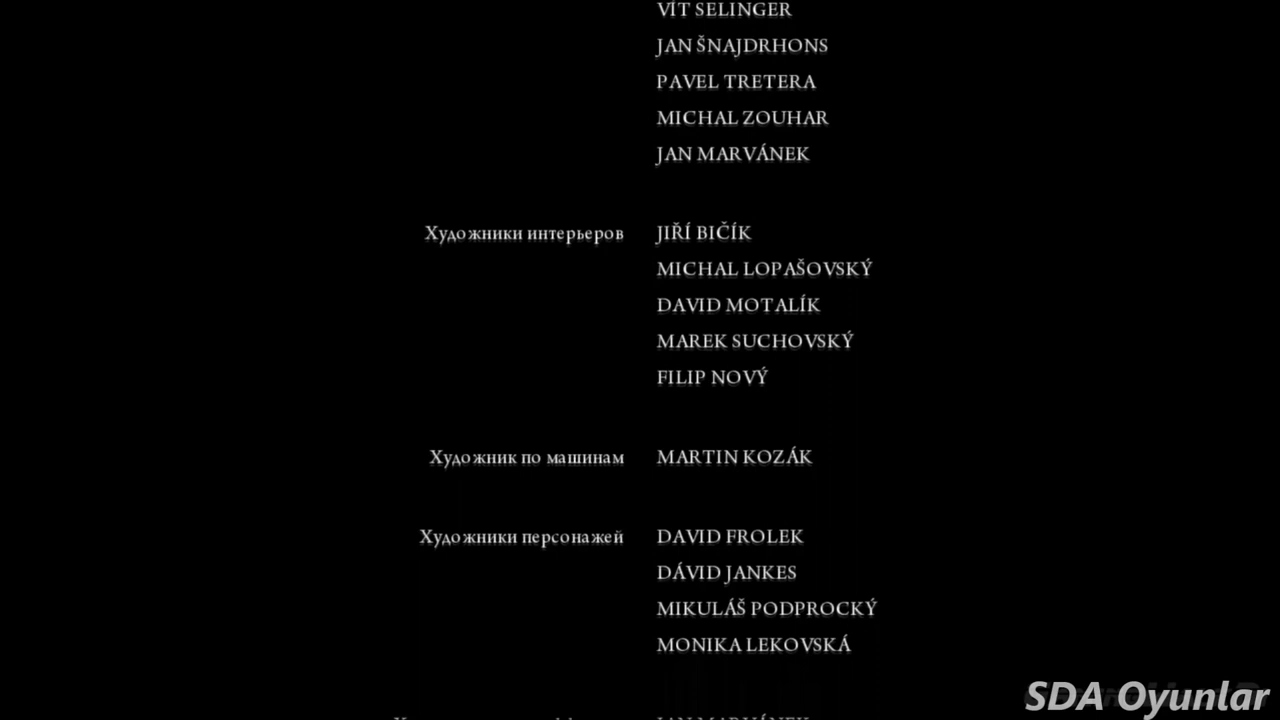 VÍT SELINGER
JAN ŠNAJDRHONS
PAVEL TRETERA
MICHAL ZOUHAR
JAN MARVÁNEK
Художники интерьеров JIŘÍ BIČÍK
MICHAL LOPAŠOVSKÝ
DAVID MOTALÍK
MAREK SUCHOVSKÝ
FILIP NOVÝ
Художник по машинам MARTIN KOZÁK
Художники персонажей DAVID FROLEK
DÁVID JANKES
MIKULÁŠ PODPROCKÝ
MONIKA LEKOVSKÁ
JAN MARVÁNEK
SDA Oyunlar